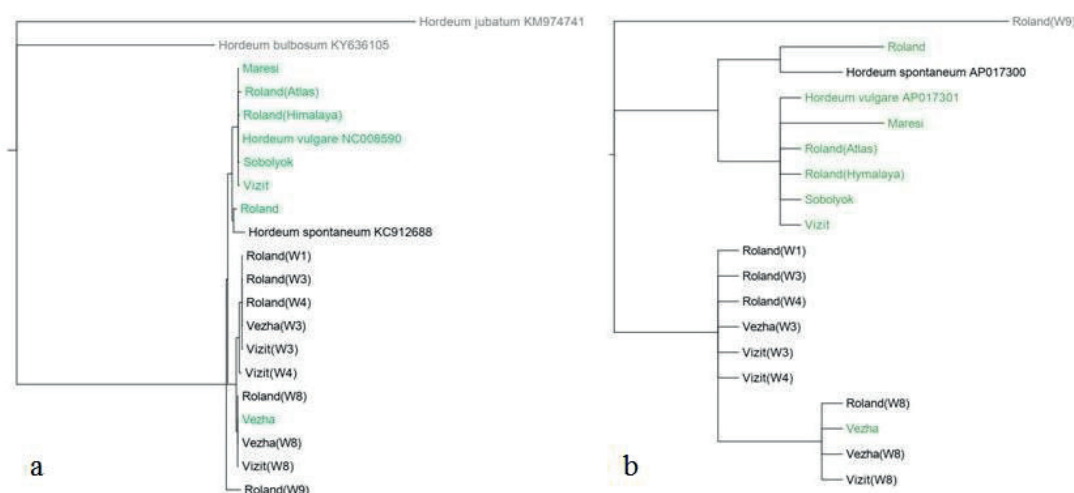 Hordeum jubatum KM974741
Hordeum bulbosum KY636105
Maresi
Roland(Atlas)
Roland(Himalaya)
Hordeum vulgare NC008590
Sobolyok
Vizit
Roland
Hordeum spontaneum KC912688
Roland(W1)
Roland(W3)
Roland(W4)
Vezha(W3)
Vizit(W3)
Vizit(W4)
Roland(W8)
Vezha
Vezha(W8)
Vizit(W8)
Roland(W9)
a
Roland(W9)
Roland
Hordeum spontaneum AP017300
Hordeum vulgare AP017301
Maresi
Roland(Atlas)
Roland(Hymalaya)
Sobolyok
Vizit
Roland(W1)
Roland(W3)
Roland(W4)
Vezha(W3)
Vizit(W3)
Vizit(W4)
Roland(W8)
Vezha
Vezha(W8)
Vizit(W8)
b